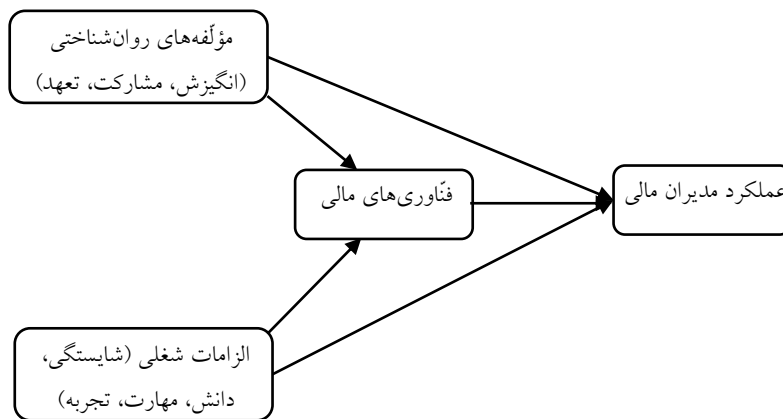 مؤلّفه‌های روان‌شناختی
(انگیزش، مشارکت، تعهد)
فنّاوری‌های مالی
عملکرد مدیران مالی
الزامات شغلی (شایستگی،
دانش، مهارت، تجربه)